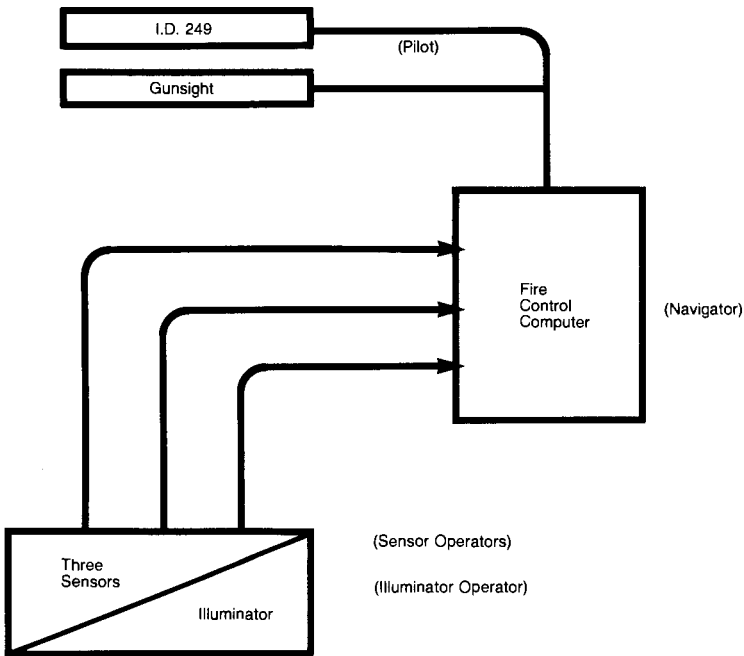 I.D. 249
(Pilot)
Gunsight
Fire
Control
Computer
(Navigator)
Three
Sensors
Illuminator
(Sensor Operators)
(Illuminator Operator)